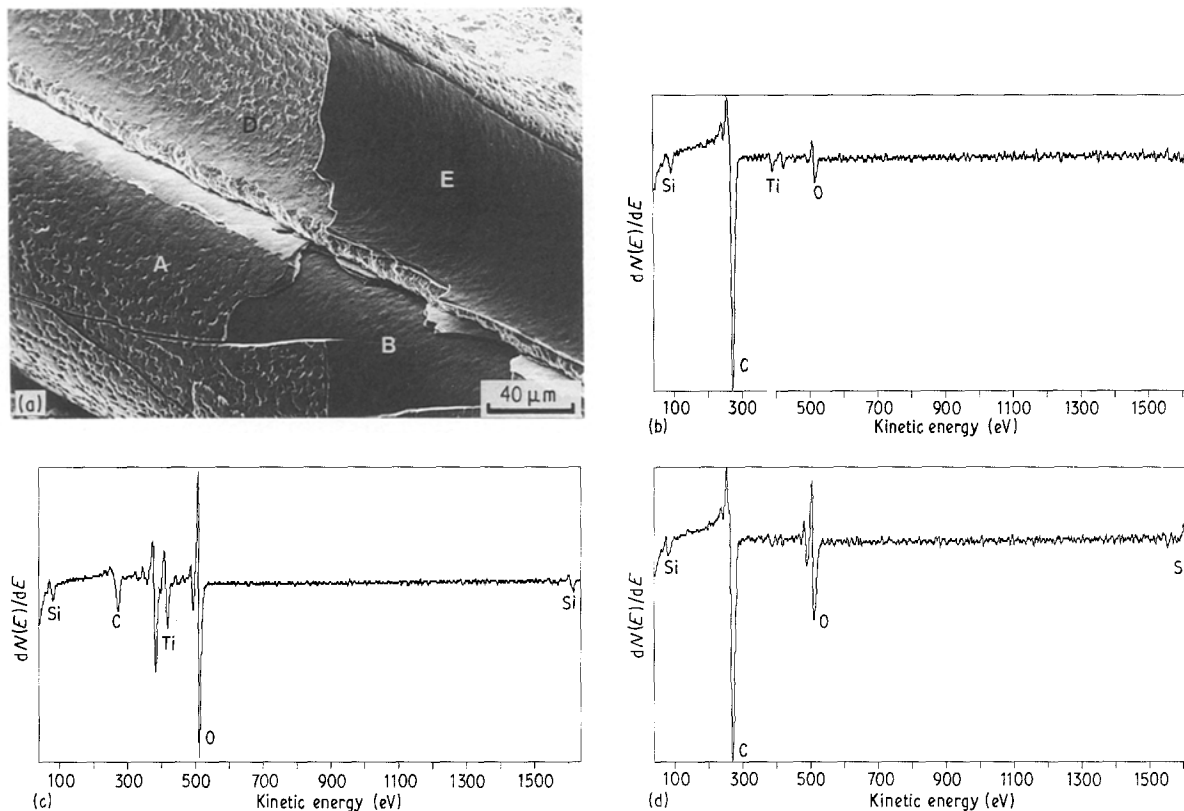 D
E
A
B
(a)
40 μm
dN(E)/dE
Si
Ti
O
C
100 300 500 700 900 1100 1300 1500
(b)
Kinetic energy (eV)
dN(E)/dE
Si
C
Ti
O
Si
100 300 500 700 900 1100 1300 1500
(c)
Kinetic energy (eV)
dN(E)/dE
Si
O
S
C
100 300 500 700 900 1100 1300 1500
(d)
Kinetic energy (eV)